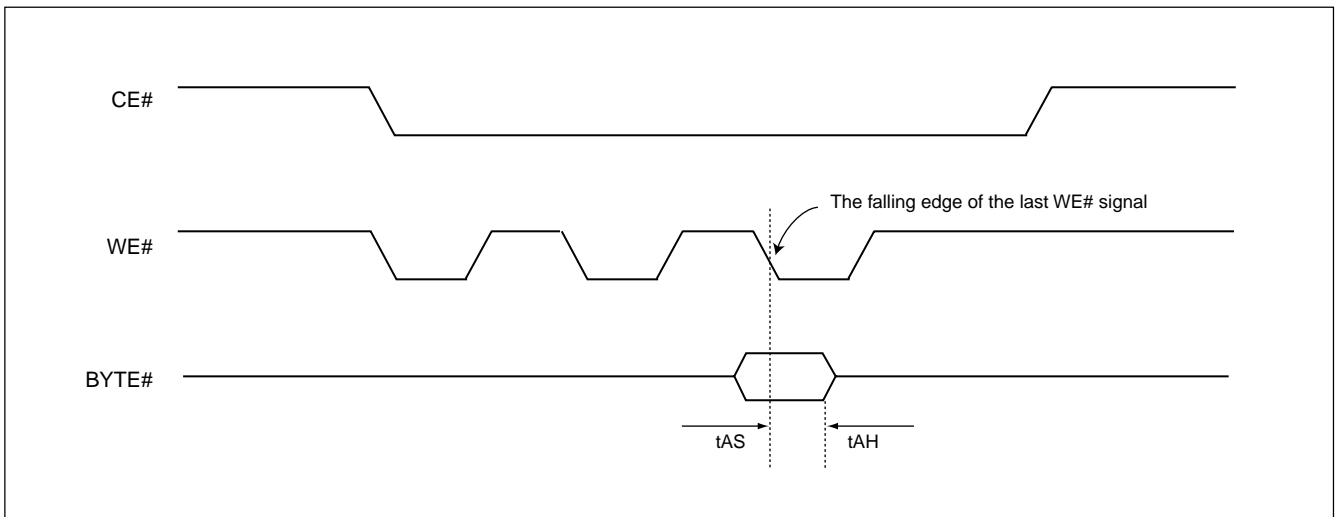 CE#
The falling edge of the last WE# signal
WE#
BYTE#
tAS
tAH